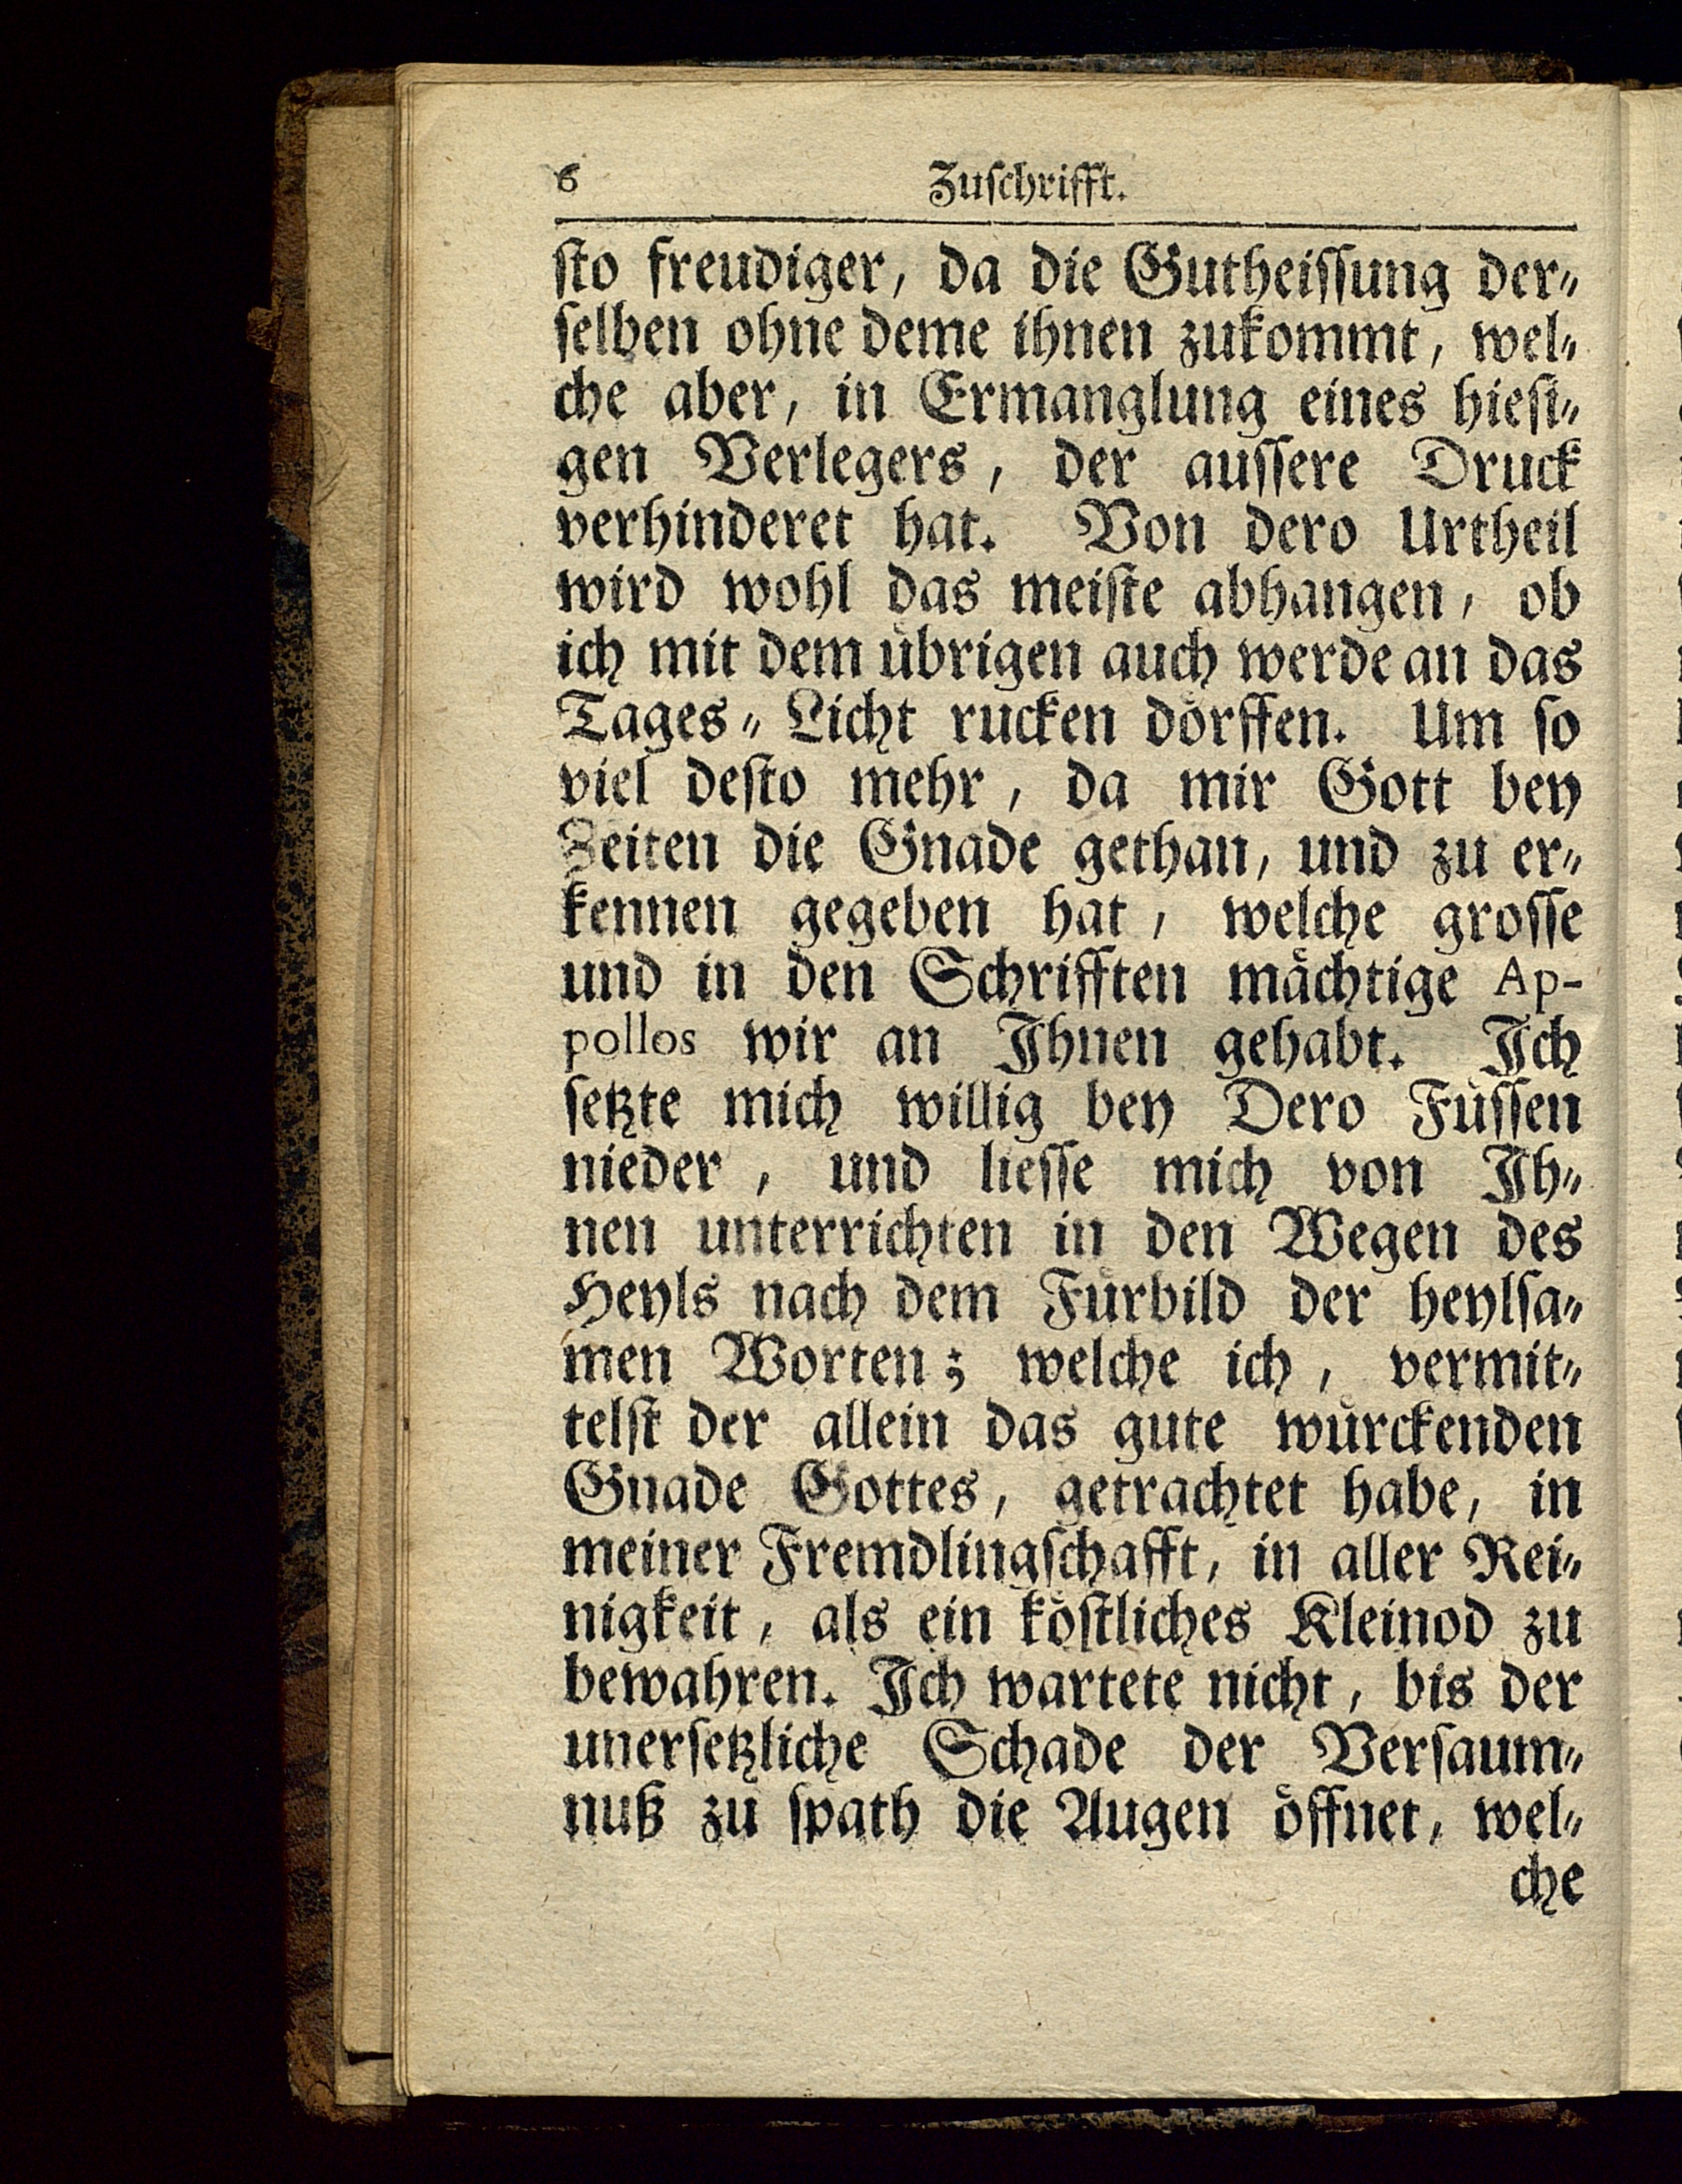 6 Zuſchrifft.
ſto freudiger, da die Gutheiſſung der⸗
ſelben ohne deme ihnen zukommt, wel⸗
che aber, in Ermanglung eines hieſi⸗
gen Verlegers, der auſſere Druck
verhinderet hat. Von dero Urtheil
wird wohl das meiſte abhangen, ob
ich mit dem übrigen auch werde an das
Tages⸗Licht rucken dörffen. Um ſo
viel deſto mehr, da mir Gott bey
Zeiten die Gnade gethan, und zu er⸗
kennen gegeben hat, welche groſſe
und in den Schrifften mächtige Ap-
pollos wir an Ihnen gehabt. Ich
ſetzte mich willig bey Dero Füſſen
nieder, und lieſſe mich von Ih⸗
nen unterrichten in den Wegen des
Heyls nach dem Fürbild der heylſa⸗
men Worten; welche ich, vermit⸗
telſt der allein das gute würckenden
Gnade Gottes, getrachtet habe, in
meiner Fremdlingſchafft, in aller Rei⸗
nigkeit, als ein köſtliches Kleinod zu
bewahren. Ich wartete nicht, bis der
unerſetzliche Schade der Verſaum⸗
nuß zu ſpath die Augen öffnet, wel⸗
che